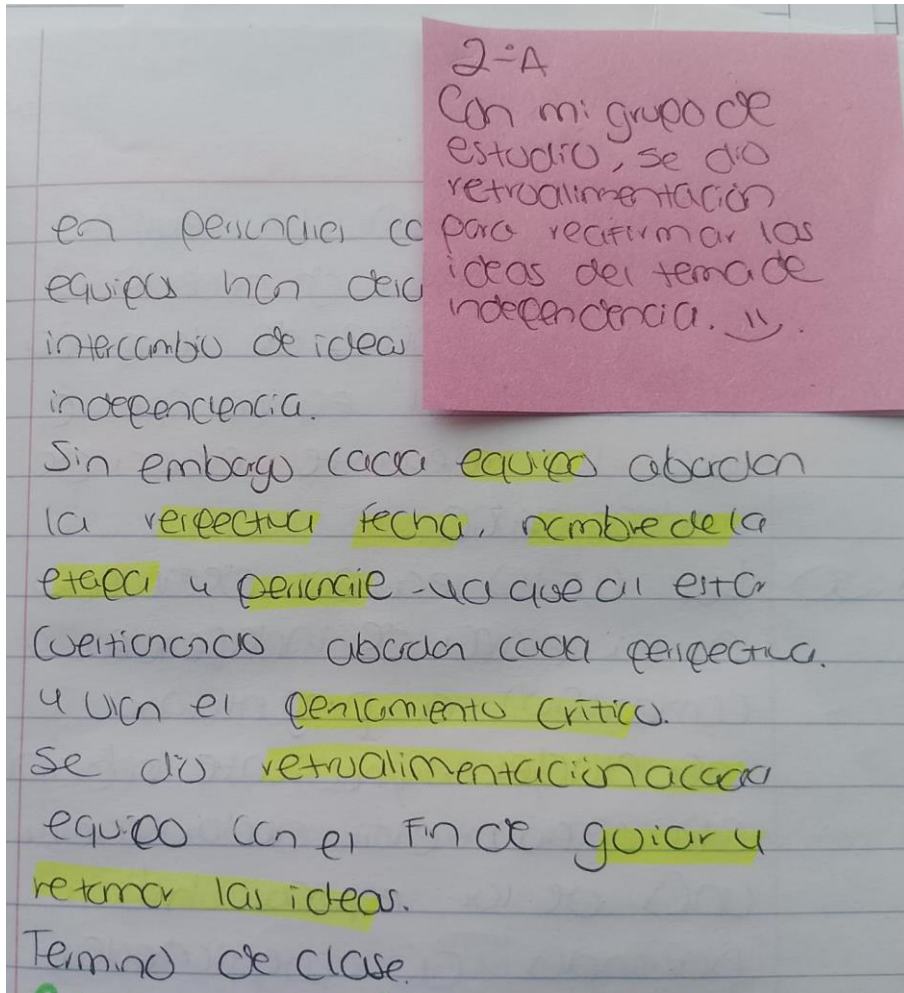 2-A
Con mi grupo de
estudio, se dio
retroalimentación
para reafirmar las
ideas del tema de
independencia.
en
equipos han
intercambio de ideas
independencia.
Sin embago cada equipo abordan
la respectiva fecha, nombre de la
etapa y personaje - ya que al estar
cuestionando abordan cada perspectiva.
y usan el pensamiento crítico.
Se dio retroalimentación a cada
equipo con el fin de guiar y
retomar las ideas.
Termino de clase.